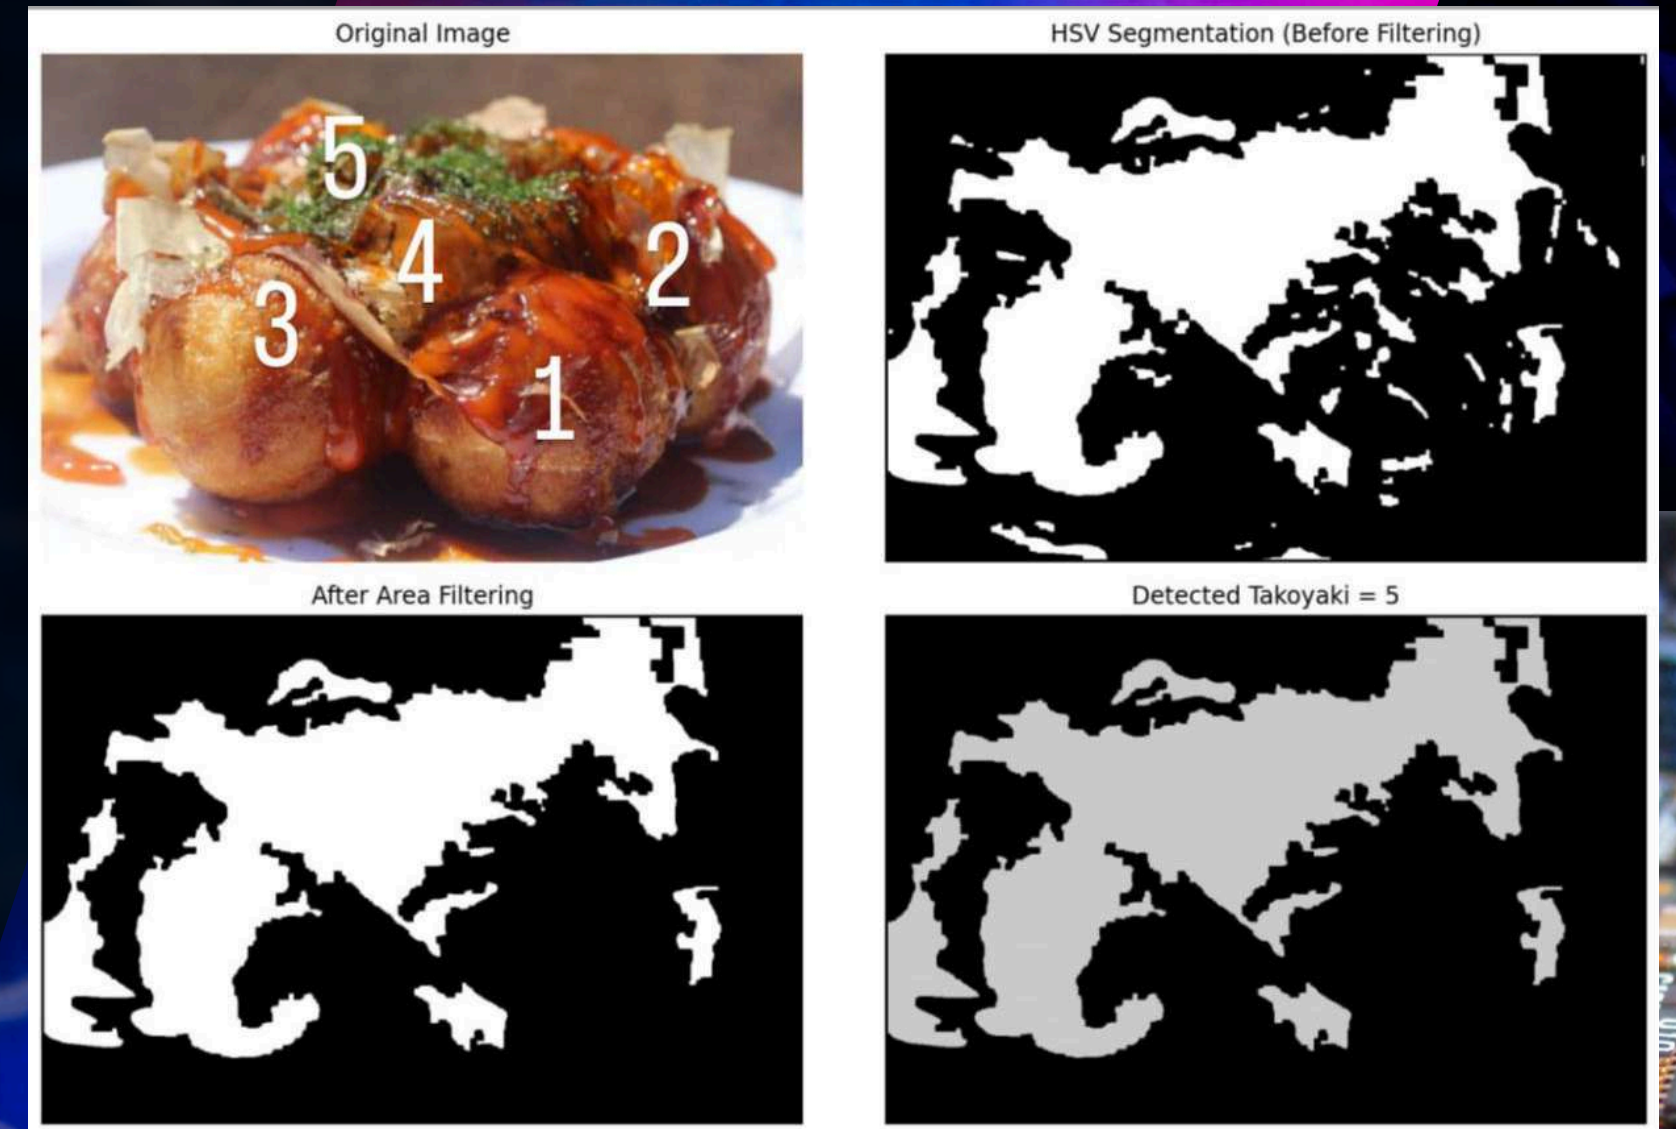 Original Image
HSV Segmentation (Before Filtering)
5
4
2
3
1
After Area Filtering
Detected Takoyaki = 5